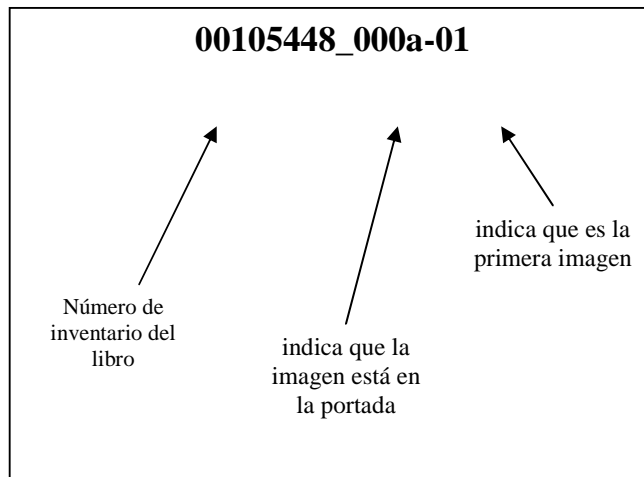 00105448_000a-01
indica que es la
primera imagen
Número de
inventario del
libro
indica que la
imagen está en
la portada